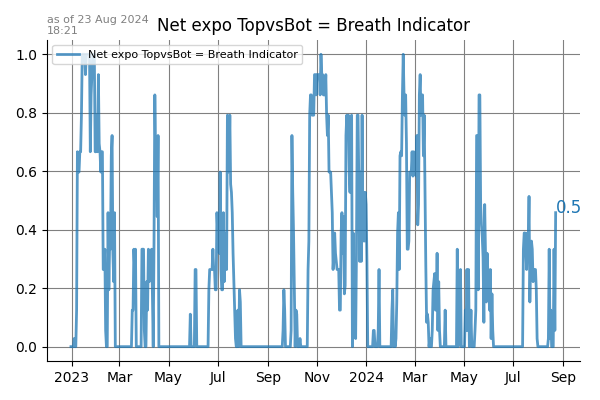 as of 23 Aug 2024
18:21
Net expo TopvsBot = Breath Indicator
Net expo TopvsBot = Breath Indicator
1.0
0.8
0.6
0.4
0.2
0.0
0.5
2023 Mar May Jul Sep Nov 2024 Mar May Jul Sep